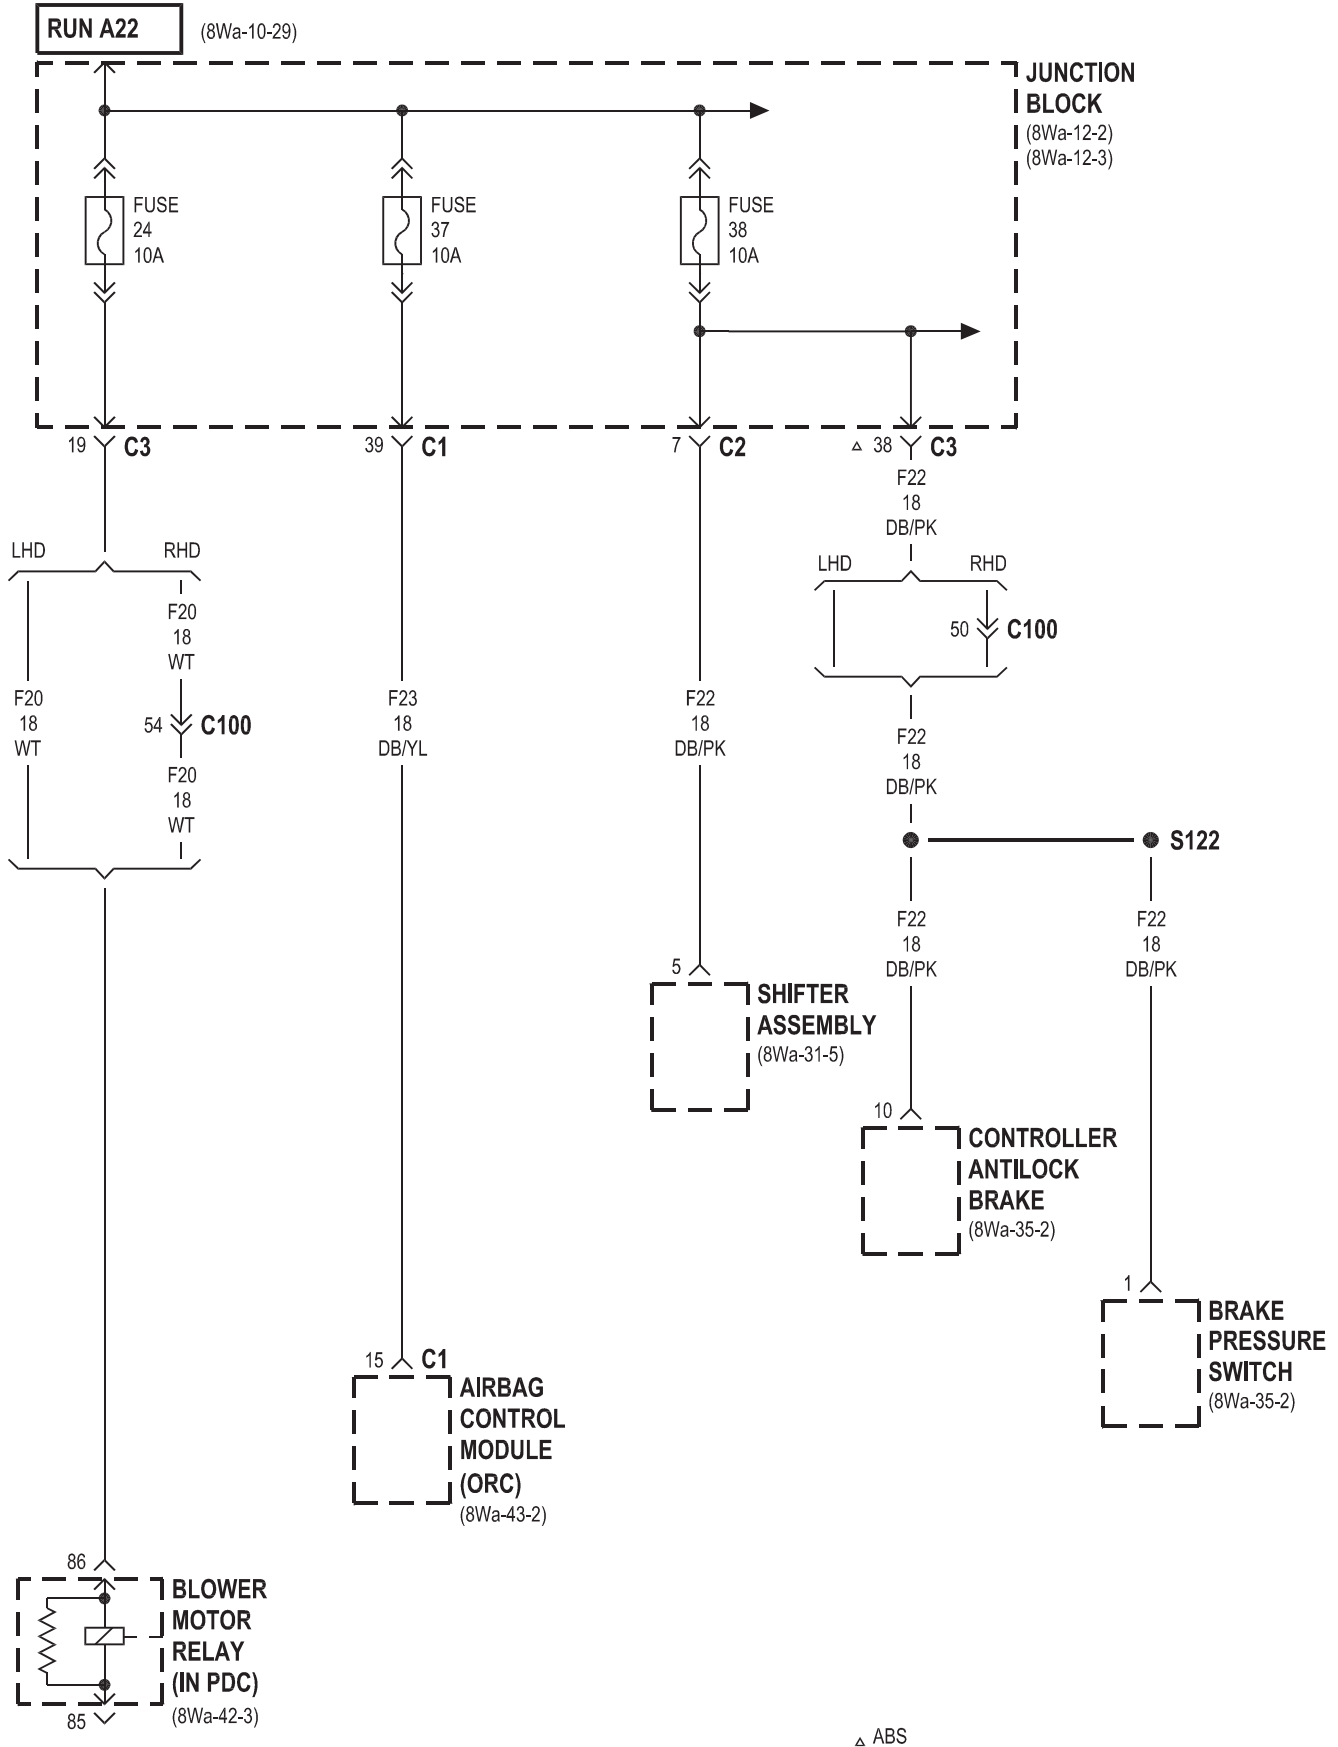 RUN A22
(8Wa-10-29)
JUNCTION
BLOCK
(8Wa-12-2)
(8Wa-12-3)
FUSE
24
10A
FUSE
37
10A
FUSE
38
10A
19
C3
39
C1
7
C2
△ 38
C3
F22
18
DB/PK
LHD
RHD
F20
18
WT
F20
18
WT
54
C100
F20
18
WT
F23
18
DB/YL
F22
18
DB/PK
LHD
RHD
50
C100
F22
18
DB/PK
S122
F22
18
DB/PK
F22
18
DB/PK
5
SHIFTER
ASSEMBLY
(8Wa-31-5)
10
CONTROLLER
ANTILOCK
BRAKE
(8Wa-35-2)
1
BRAKE
PRESSURE
SWITCH
(8Wa-35-2)
15
C1
AIRBAG
CONTROL
MODULE
(ORC)
(8Wa-43-2)
86
BLOWER
MOTOR
RELAY
(IN PDC)
(8Wa-42-3)
85
△ ABS